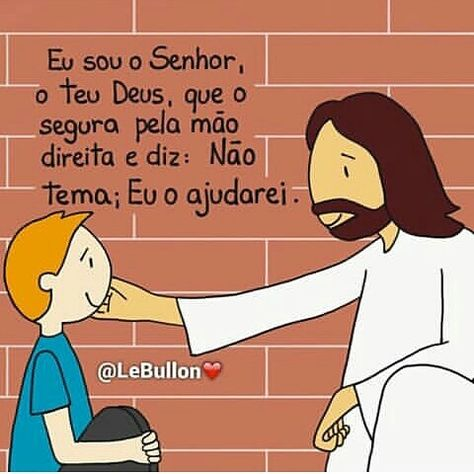 Eu sou o Senhor,
o teu Deus, que o
segura pela mão
direita e diz: Não
tema; Eu o ajudarei.
@LeBullon❤